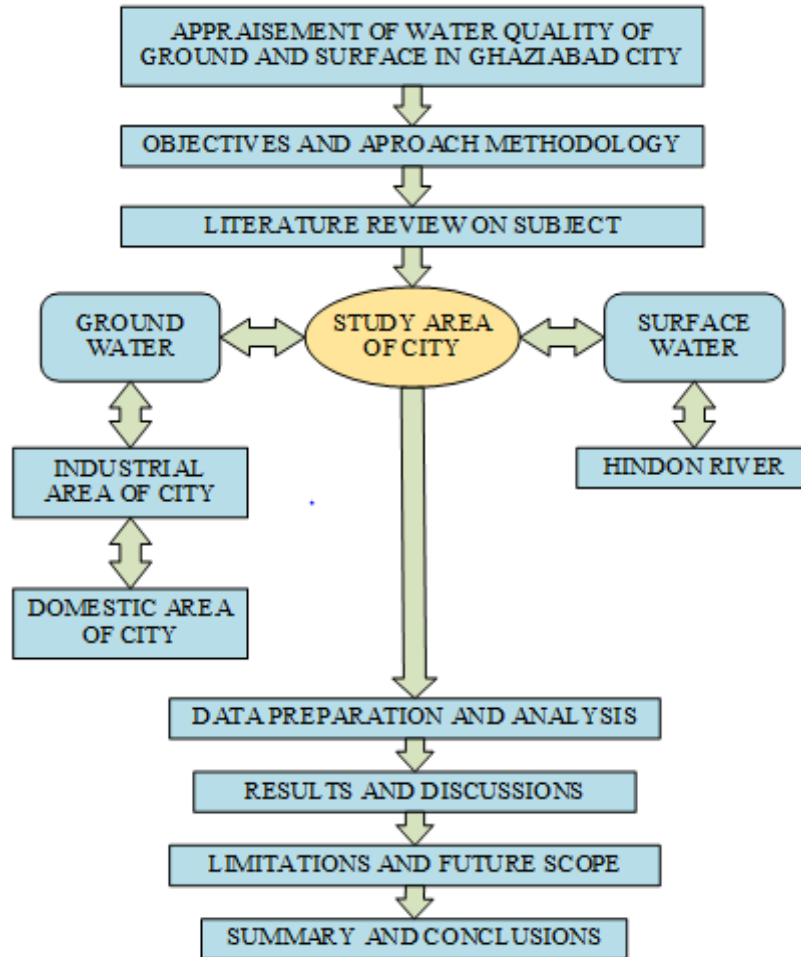 APPRAISEMENT OF WATER QUALITY OF
GROUND AND SURFACE IN GHAZIABAD CITY
OBJECTIVES AND APROACH METHODOLOGY
LITERATURE REVIEW ON SUBJECT
GROUND
WATER
STUDY AREA
OF CITY
SURFACE
WATER
INDUSTRIAL
AREA OF CITY
HINDON RIVER
DOMESTIC AREA
OF CITY
DATA PREPARATION AND ANALYSIS
RESULTS AND DISCUSSIONS
LIMITATIONS AND FUTURE SCOPE
SUMMARY AND CONCLUSIONS